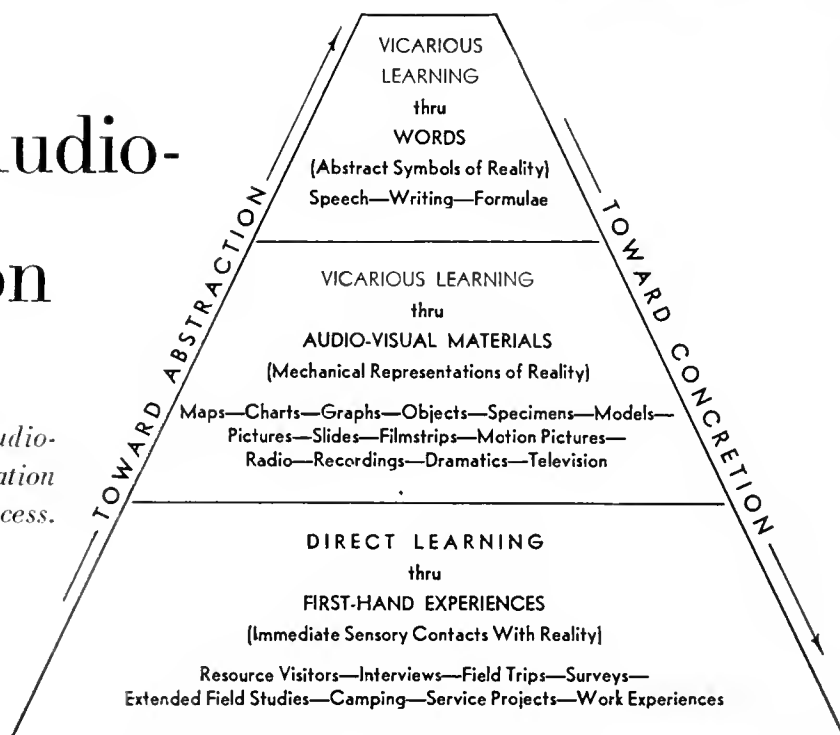 udio-
on
udio-
ation
cess.
TOWARD ABSTRACTION
VICARIOUS
LEARNING
thru
WORDS
(Abstract Symbols of Reality)
Speech—Writing—Formulae
VICARIOUS LEARNING
thru
AUDIO-VISUAL MATERIALS
(Mechanical Representations of Reality)
Maps—Charts—Graphs—Objects—Specimens—Models—
Pictures—Slides—Filmstrips—Motion Pictures—
Radio—Recordings—Dramatics—Television
DIRECT LEARNING
thru
FIRST-HAND EXPERIENCES
(Immediate Sensory Contacts With Reality)
Resource Visitors—Interviews—Field Trips—Surveys—
Extended Field Studies—Camping—Service Projects—Work Experiences
TOWARD CONCRETION